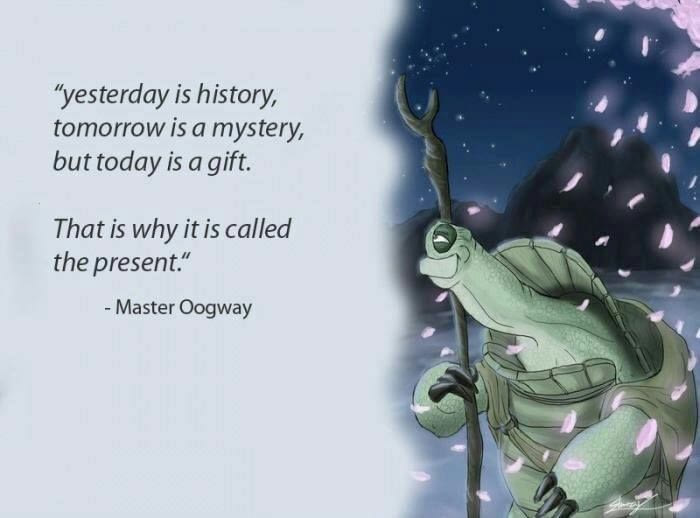 “yesterday is history,
tomorrow is a mystery,
but today is a gift.
That is why it is called
the present.“
- Master Oogway